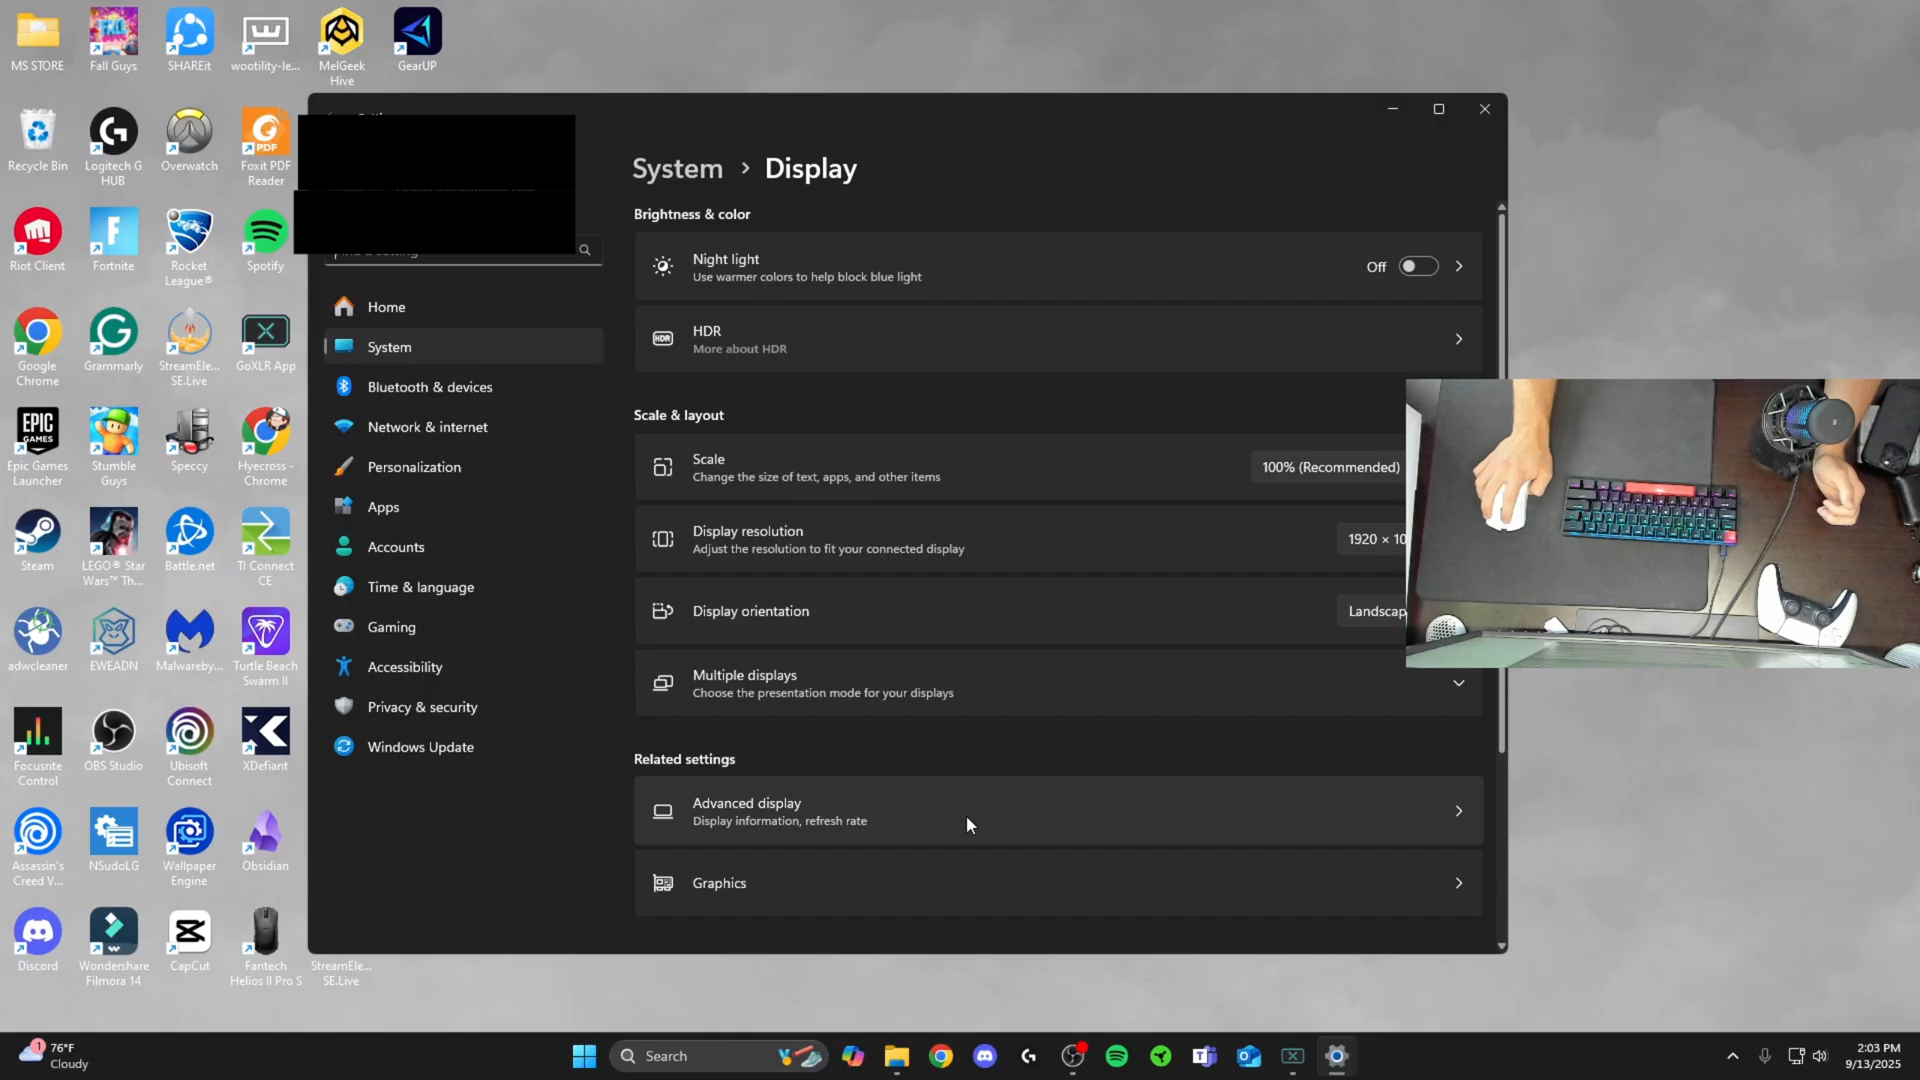 MS STORE
Fall Guys
SHAREit
wootility-le...
MelGeek
Hive
GearUP
Recycle Bin
Logitech G
HUB
Overwatch
Foxit PDF
Reader
Riot Client
Fortnite
Rocket
League®
Spotify
Google
Chrome
Grammarly
StreamEle...
SE.Live
GoXLR App
EPIC
GAMES
Epic Games
Launcher
Stumble
Guys
Speccy
Hyecross -
Chrome
Steam
LEGO® Star
Wars™ Th...
Battle.net
TI Connect
CE
adwcleaner
EWEADN
Malwareby...
Turtle Beach
Swarm II
Focusrite
Control
OBS Studio
Ubisoft
Connect
XDefiant
Assassin's
Creed V...
NSudoLG
Wallpaper
Engine
Obsidian
Discord
Wondershare
Filmora 14
CapCut
Fantech
Helios II Pro S
StreamEle...
SE.Live
Home
System
Bluetooth & devices
Network & internet
Personalization
Apps
Accounts
Time & language
Gaming
Accessibility
Privacy & security
Windows Update
System > Display
Brightness & color
Night light
Use warmer colors to help block blue light
Off
HDR
HDR
More about HDR
Scale & layout
Scale
Change the size of text, apps, and other items
100% (Recommended)
Display resolution
Adjust the resolution to fit your connected display
1920 × 10
Display orientation
Landscap
Multiple displays
Choose the presentation mode for your displays
Related settings
Advanced display
Display information, refresh rate
Graphics
1
76°F
Cloudy
Search
2:03 PM
9/13/2025